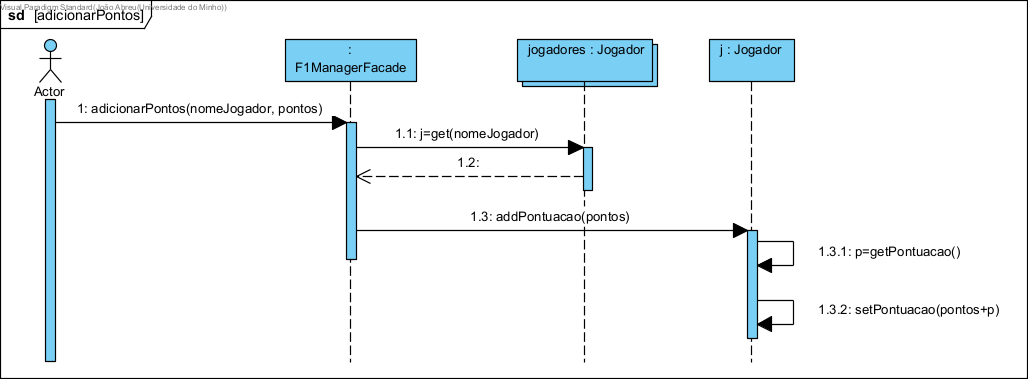 Visual Paradigm Standard(João Abreu(Universidade do Minho))
sd [adicionarPontos]
:
F1ManagerFacade
jogadores : Jogador
j : Jogador
Actor
1: adicionarPontos(nomeJogador, pontos)
1.1: j=get(nomeJogador)
1.2:
1.3: addPontuacao(pontos)
1.3.1: p=getPontuacao()
1.3.2: setPontuacao(pontos+p)